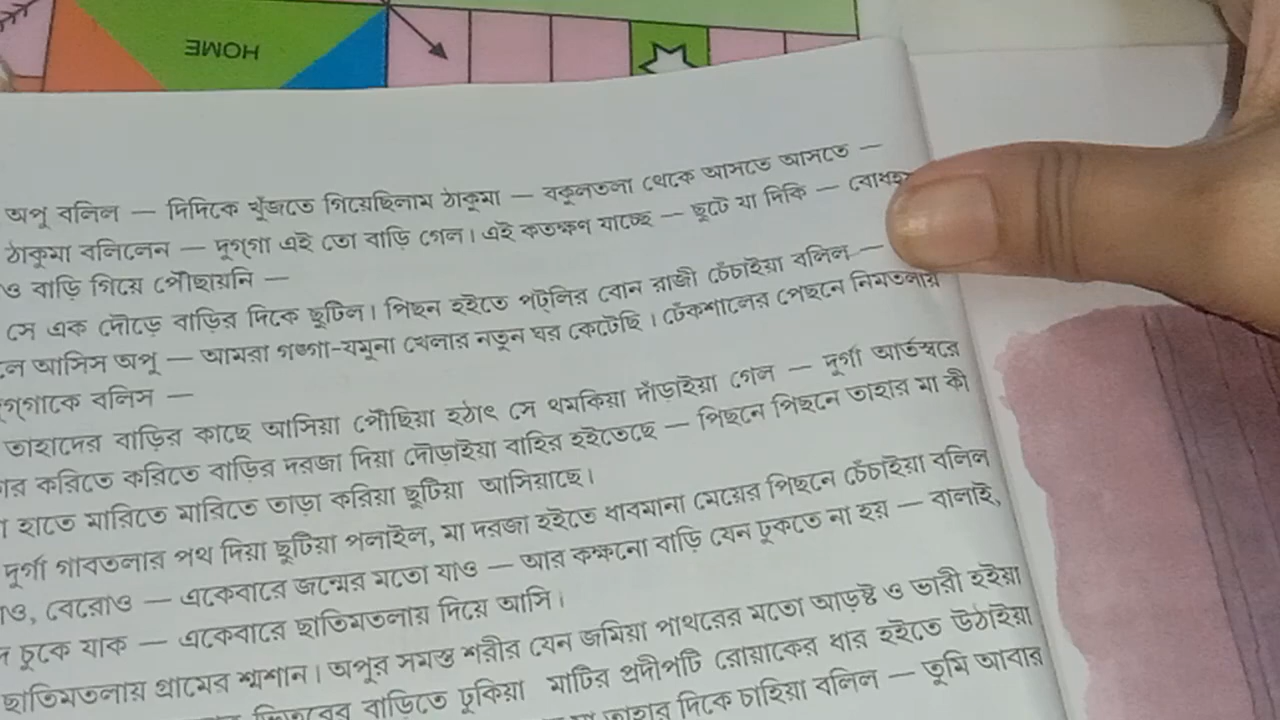 HOME
অপু বলিল — দিদিকে খুঁজতে গিয়েছিলাম ঠাকুমা — বকুলতলা থেকে আসতে আসতে —
ঠাকুমা বলিলেন — দুগ্‌গা এই তো বাড়ি গেল। এই কতক্ষণ যাচ্ছে — ছুটে যা দিকি —
ও বাড়ি গিয়ে পৌঁছায়নি —
সে এক দৌড়ে বাড়ির দিকে ছুটিল। পিছন হইতে পট্‌লির বোন রাজী চেঁচাইয়া বলিল —
আসিস অপু — আমরা গঙ্গা-যমুনা খেলার নতুন ঘর কেটেছি। ঢেঁকশালের পেছনে নিমতলায়
বলিস —
তাহাদের বাড়ির কাছে আসিয়া পৌঁছিয়া হঠাৎ সে থমকিয়া দাঁড়াইয়া গেল — দুর্গা আর্তস্বরে
করিতে করিতে বাড়ির দরজা দিয়া দৌড়াইয়া বাহির হইতেছে — পিছনে পিছনে তাহার মা কী
হাতে মারিতে মারিতে তাড়া করিয়া ছুটিয়া আসিয়াছে।
দুর্গা গাবতলার পথ দিয়া ছুটিয়া পলাইল, মা দরজা হইতে ধাবমানা মেয়ের পিছনে চেঁচাইয়া বলিল
বেরোও — একেবারে জন্মের মতো যাও — আর কক্ষনো বাড়ি যেন ঢুকতে না হয় — বালাই,
চুকে যাক — একেবারে ছাতিমতলায় দিয়ে আসি।
ছাতিমতলায় গ্রামের শ্মশান। অপুর সমস্ত শরীর যেন জমিয়া পাথরের মতো আড়ষ্ট ও ভারী হইয়া
বাড়িতে ঢুকিয়া মাটির প্রদীপটি রোয়াকের ধার হইতে উঠাইয়া
তাহার দিকে চাহিয়া বলিল — তুমি আবার